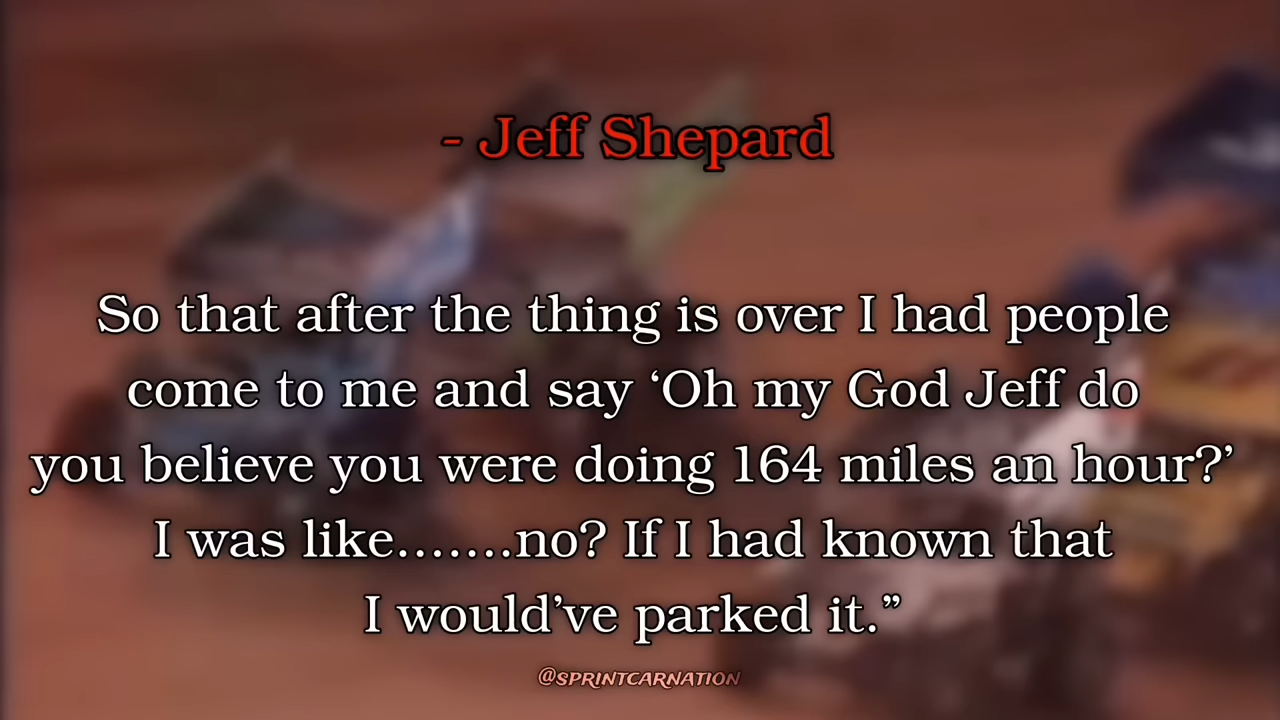 - Jeff Shepard
So that after the thing is over I had people
come to me and say ‘Oh my God Jeff do
you believe you were doing 164 miles an hour?’
I was like.......no? If I had known that
I would’ve parked it.”
@SPRINTCARNATION